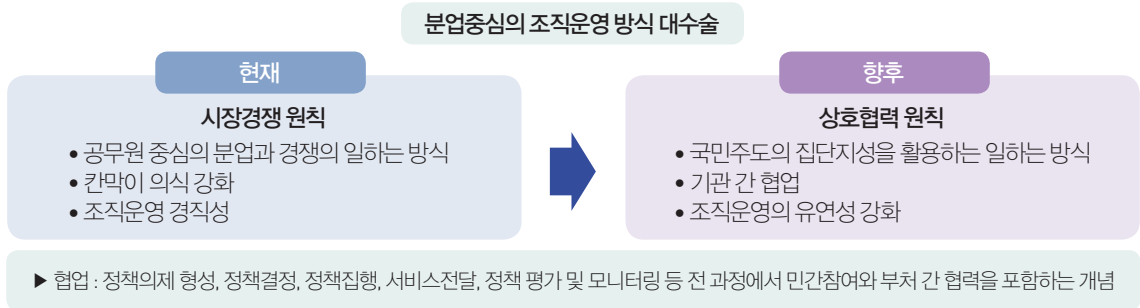 분업중심의 조직운영 방식 대수술
현재
시장경쟁 원칙
• 공무원 중심의 분업과 경쟁의 일하는 방식
• 칸막이 의식 강화
• 조직운영 경직성
향후
상호협력 원칙
• 국민주도의 집단지성을 활용하는 일하는 방식
• 기관 간 협업
• 조직운영의 유연성 강화
▶ 협업 : 정책의제 형성, 정책결정, 정책집행, 서비스전달, 정책 평가 및 모니터링 등 전 과정에서 민간참여와 부처 간 협력을 포함하는 개념